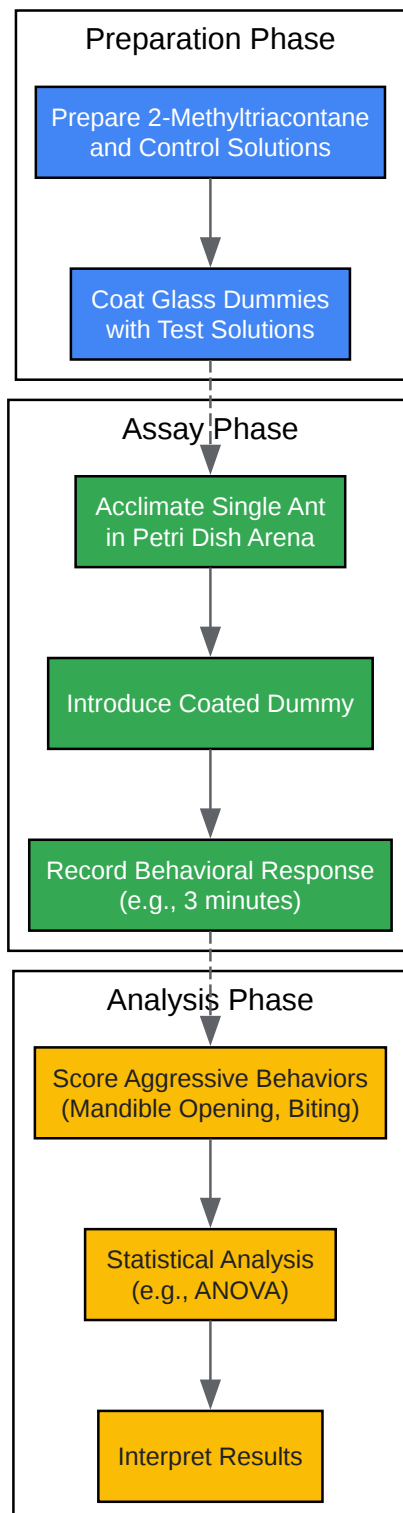 Preparation Phase
Prepare 2-Methyltriacontane
and Control Solutions
Coat Glass Dummies
with Test Solutions
Assay Phase
Acclimate Single Ant
in Petri Dish Arena
Introduce Coated Dummy
Record Behavioral Response
(e.g., 3 minutes)
Analysis Phase
Score Aggressive Behaviors
(Mandible Opening, Biting)
Statistical Analysis
(e.g., ANOVA)
Interpret Results